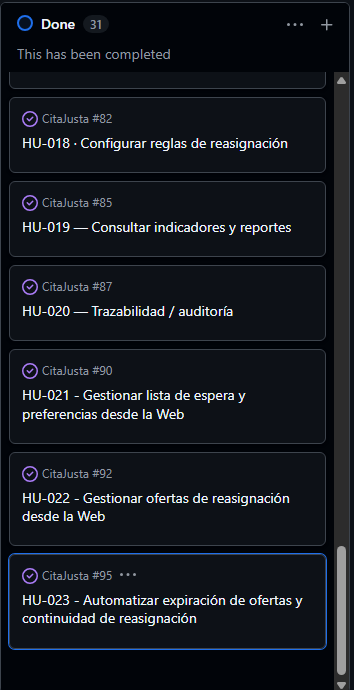 Done 31
This has been completed
CitaJusta #82
HU-018 · Configurar reglas de reasignación
CitaJusta #85
HU-019 — Consultar indicadores y reportes
CitaJusta #87
HU-020 — Trazabilidad / auditoría
CitaJusta #90
HU-021 - Gestionar lista de espera y
preferencias desde la Web
CitaJusta #92
HU-022 - Gestionar ofertas de reasignación
desde la Web
CitaJusta #95
HU-023 - Automatizar expiración de ofertas y
continuidad de reasignación